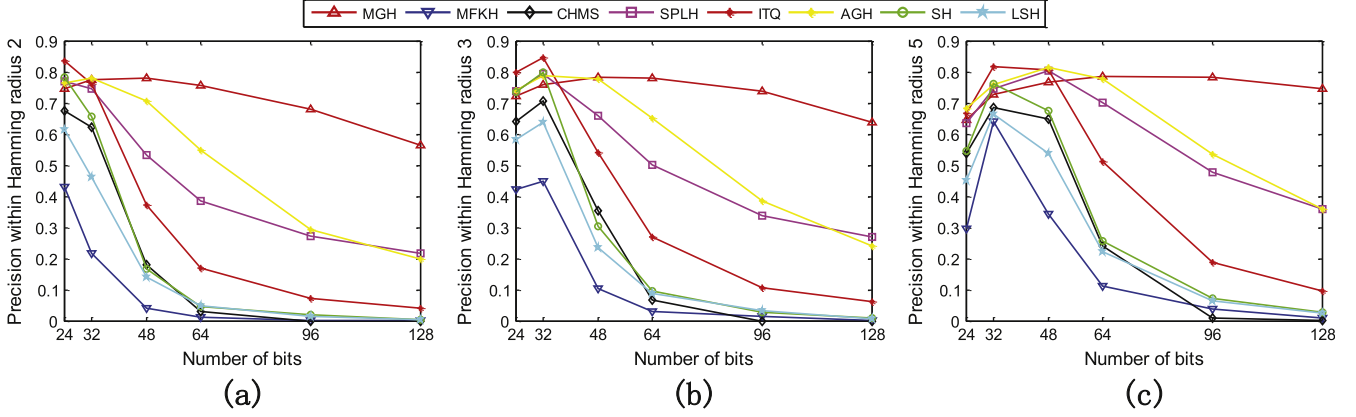 MGH MFKH CHMS SPLH ITQ AGH SH LSH
Precision within Hamming radius 2
0.9
0.8
0.7
0.6
0.5
0.4
0.3
0.2
0.1
0
24 32 48 64 96 128
Number of bits
(a)
Precision within Hamming radius 3
0.9
0.8
0.7
0.6
0.5
0.4
0.3
0.2
0.1
0
24 32 48 64 96 128
Number of bits
(b)
Precision within Hamming radius 5
0.9
0.8
0.7
0.6
0.5
0.4
0.3
0.2
0.1
0
24 32 48 64 96 128
Number of bits
(c)